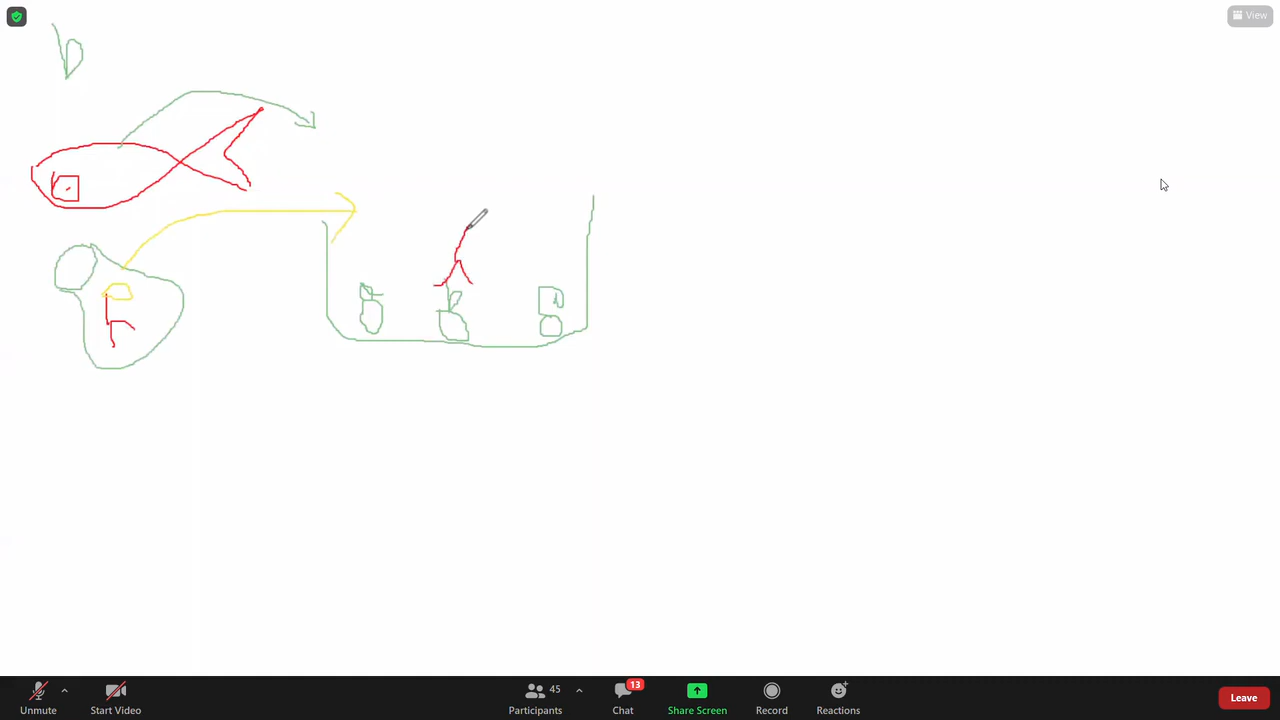 View
b
45
13
Unmute
Start Video
Participants
Chat
Share Screen
Record
Reactions
Leave